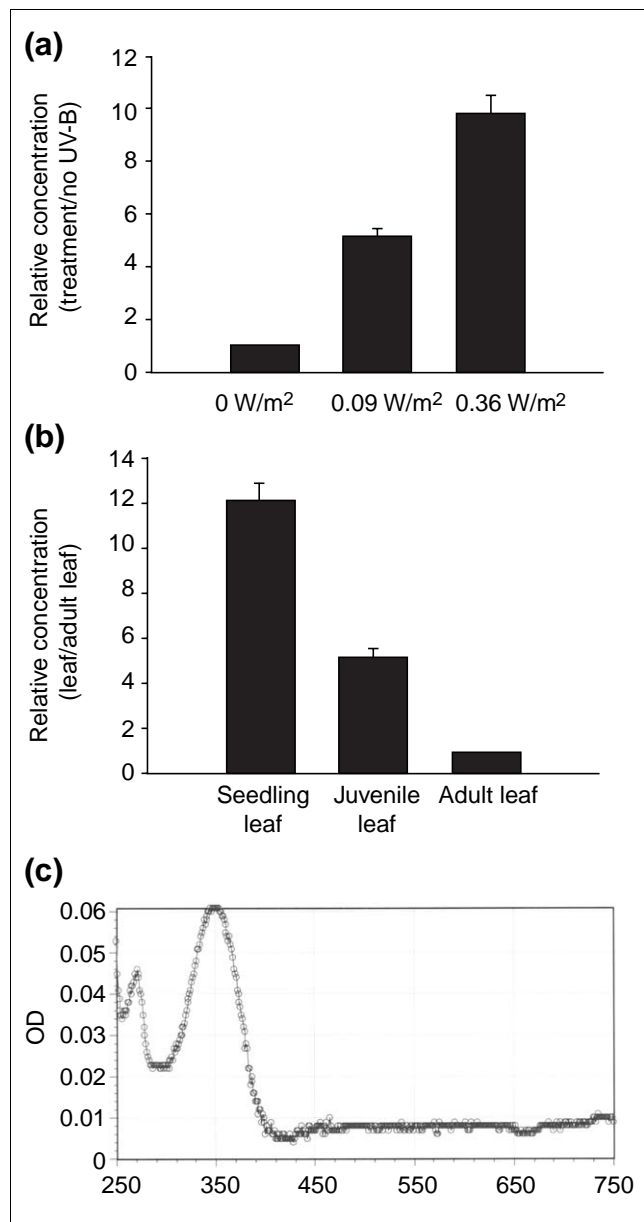 (a)
Relative concentration
(treatment/no UV-B)
12
10
8
6
4
2
0
0 W/m²
0.09 W/m²
0.36 W/m²
(b)
Relative concentration
(leaf/adult leaf)
14
12
10
8
6
4
2
0
Seedling
leaf
Juvenile
leaf
Adult leaf
(c)
OD
0.06
0.05
0.04
0.03
0.02
0.01
0
250
350
450
550
650
750